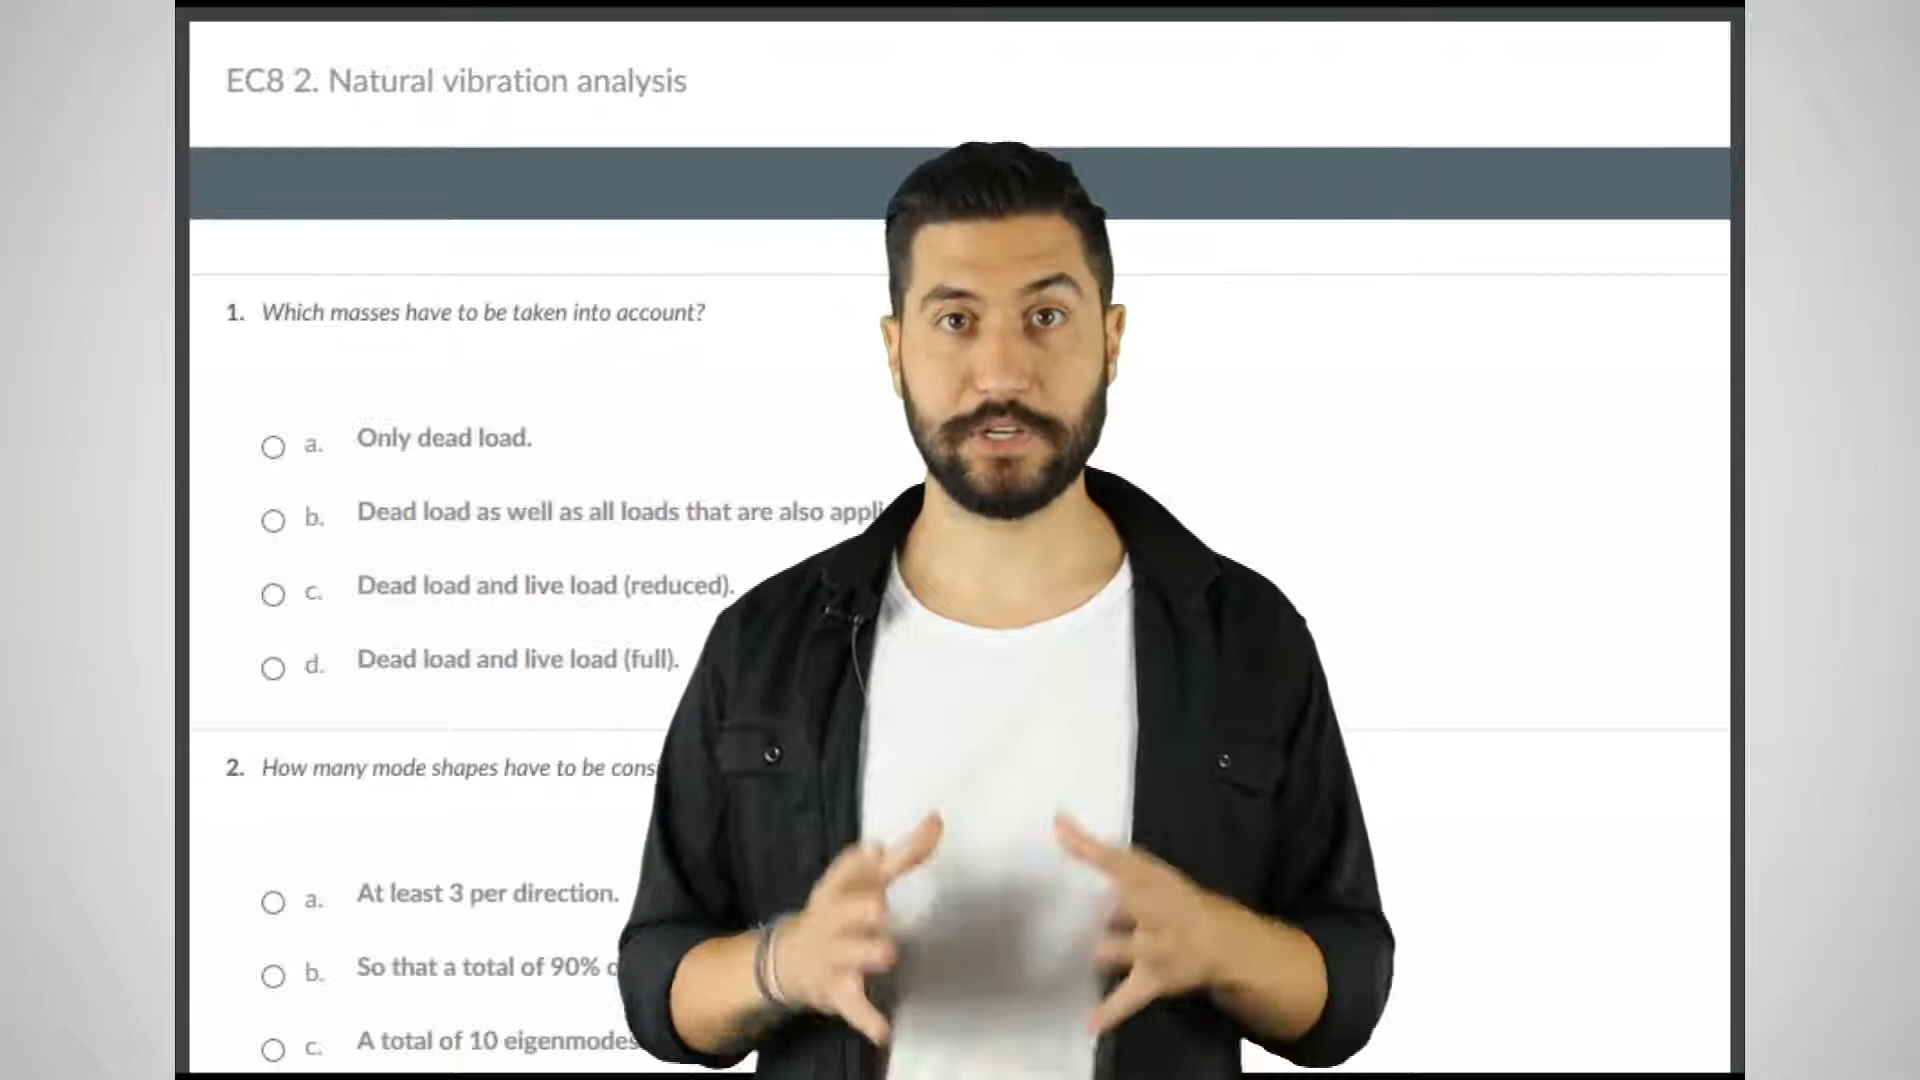 EC8 2. Natural vibration analysis
1. Which masses have to be taken into account?
a. Only dead load.
b. Dead load as well as all loads that are also
c. Dead load and live load (reduced).
d. Dead load and live load (full).
2. How many mode shapes have to be
a. At least 3 per direction.
b. So that a total of 90%
c. A total of 10 eigenmodes